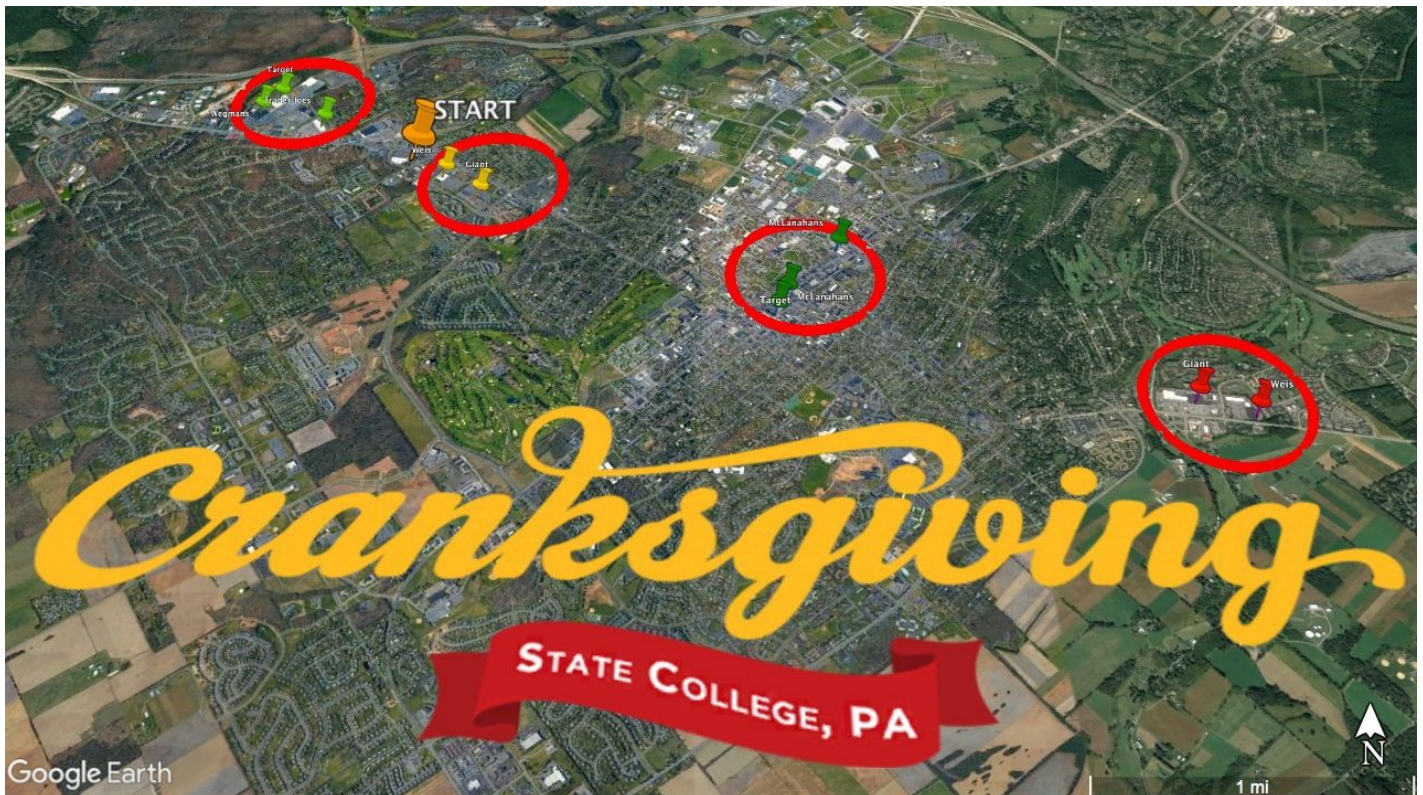 Target
Trader Joes
Wegmans
START
Weis
Giant
McLanahans
Target
McLanahans
Giant
Weis
Cranksgiving
STATE COLLEGE, PA
Google Earth
N
1 mi